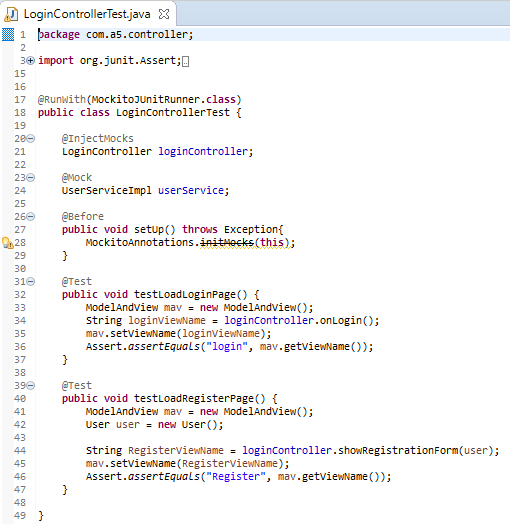 LoginControllerTest.java
1 package com.a5.controller;
2
3 import org.junit.Assert;
15
16
17 @RunWith(MockitoJUnitRunner.class)
18 public class LoginControllerTest {
19
20     @InjectMocks
21     LoginController loginController;
22
23     @Mock
24     UserServiceImpl userService;
25
26     @Before
27     public void setUp() throws Exception{
28         MockitoAnnotations.initMocks(this);
29     }
30
31     @Test
32     public void testLoadLoginPage() {
33         ModelAndView mav = new ModelAndView();
34         String loginViewName = loginController.onLogin();
35         mav.setViewName(loginViewName);
36         Assert.assertEquals("login", mav.getViewName());
37     }
38
39     @Test
40     public void testLoadRegisterPage() {
41         ModelAndView mav = new ModelAndView();
42         User user = new User();
43
44         String RegisterViewName = loginController.showRegistrationForm(user);
45         mav.setViewName(RegisterViewName);
46         Assert.assertEquals("Register", mav.getViewName());
47     }
48
49 }